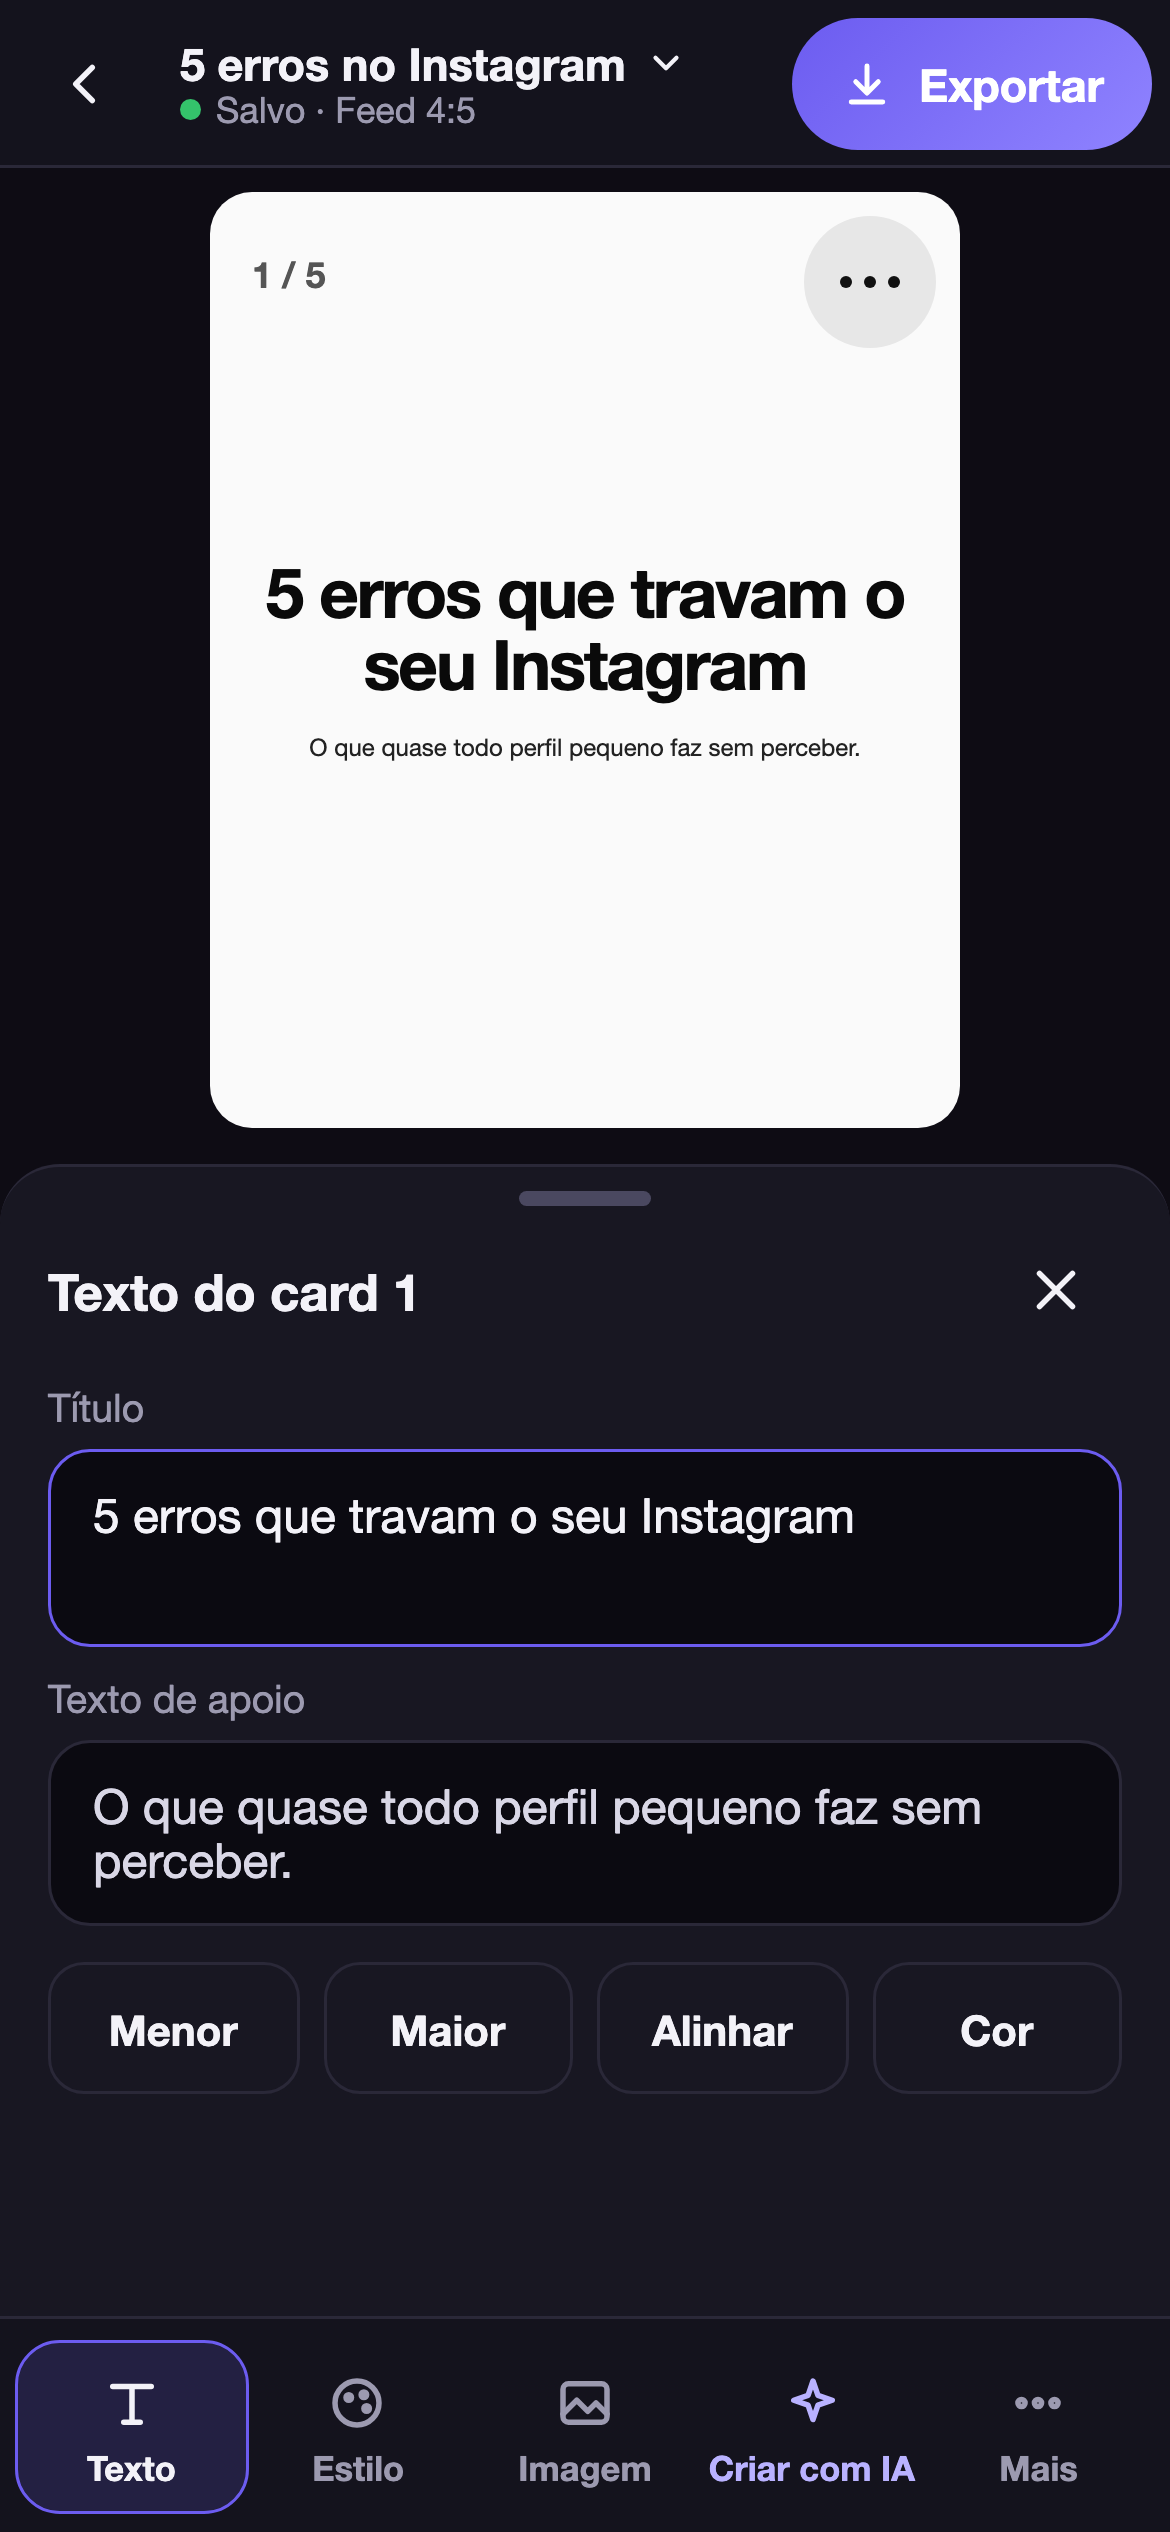 5 erros no Instagram
Salvo · Feed 4:5
Exportar
1 / 5
5 erros que travam o
seu Instagram
O que quase todo perfil pequeno faz sem perceber.
Texto do card 1
Título
5 erros que travam o seu Instagram
Texto de apoio
O que quase todo perfil pequeno faz sem
perceber.
Menor
Maior
Alinhar
Cor
Texto
Estilo
Imagem
Criar com IA
Mais